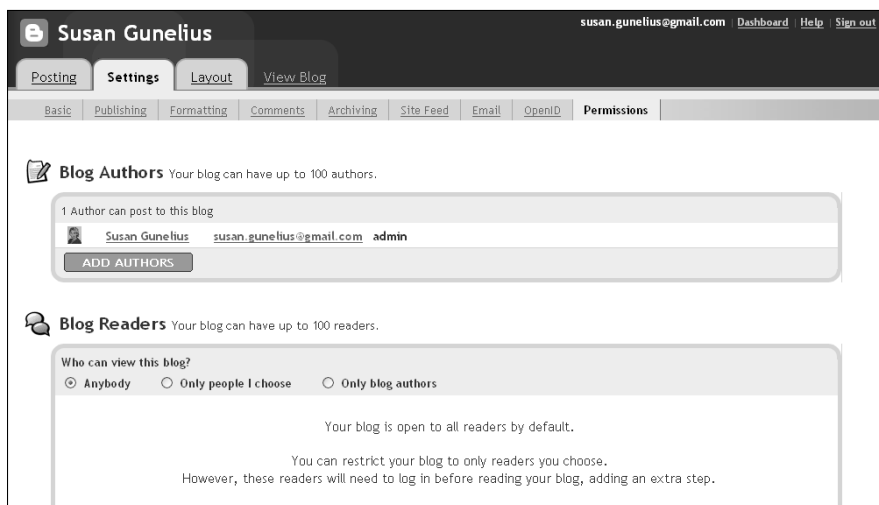 susan.gunelius@gmail.com | Dashboard | Help | Sign out
Susan Gunelius
Posting Settings Layout View Blog
Basic Publishing Formatting Comments Archiving Site Feed Email OpenID Permissions
Blog Authors Your blog can have up to 100 authors.
1 Author can post to this blog
Susan Gunelius susan.gunelius@gmail.com admin
ADD AUTHORS
Blog Readers Your blog can have up to 100 readers.
Who can view this blog?
Anybody Only people I choose Only blog authors
Your blog is open to all readers by default.
You can restrict your blog to only readers you choose.
However, these readers will need to log in before reading your blog, adding an extra step.